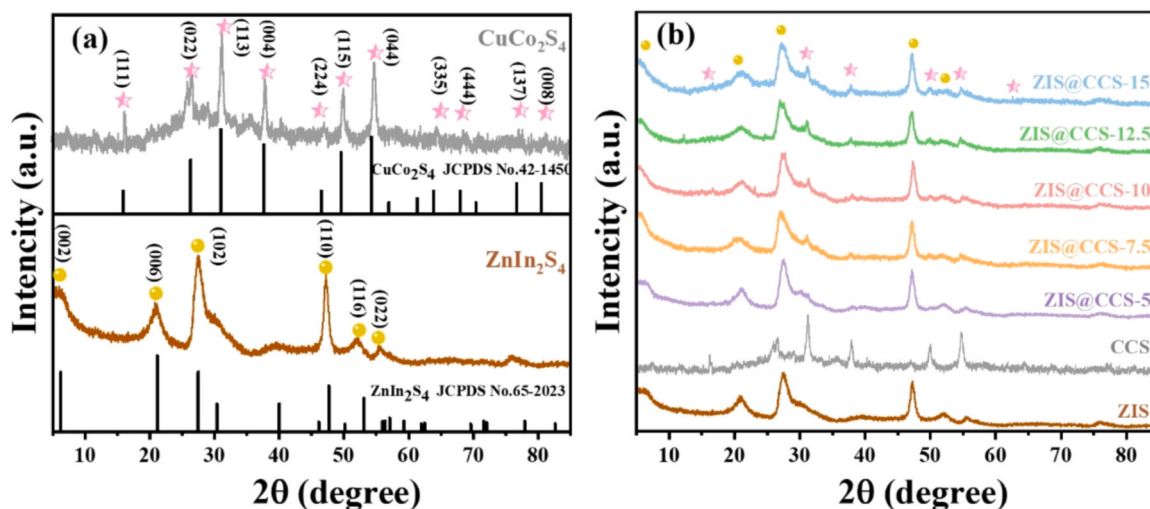 (a)
CuCo₂S₄
(111)
(022)
(113)
(004)
(224)
(115)
(044)
(335)
(444)
(137)
(008)
CuCo₂S₄ JCPDS No.42-1450
ZnIn₂S₄
(002)
(006)
(102)
(110)
(116)
(022)
ZnIn₂S₄ JCPDS No.65-2023
Intencity (a.u.)
10 20 30 40 50 60 70 80
2θ (degree)
(b)
ZIS@CCS-15
ZIS@CCS-12.5
ZIS@CCS-10
ZIS@CCS-7.5
ZIS@CCS-5
CCS
ZIS
Intencity (a.u.)
10 20 30 40 50 60 70 80
2θ (degree)